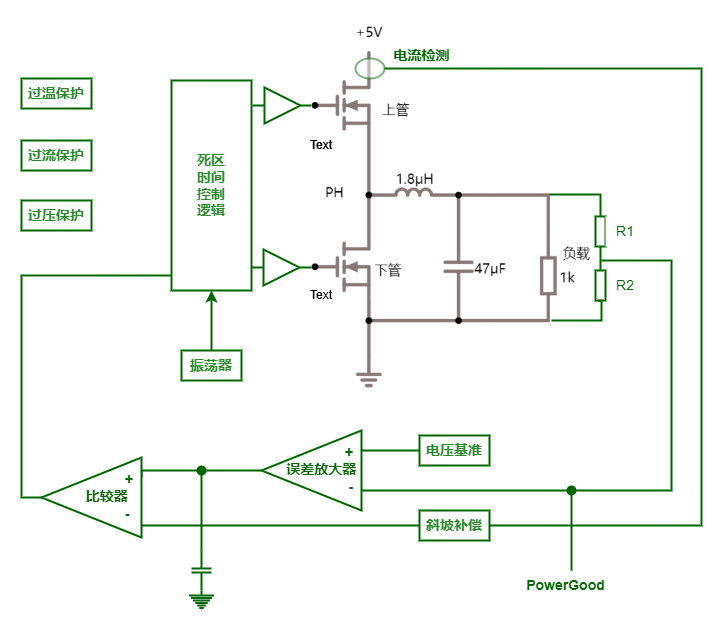 +5V
电流检测
过温保护
上管
Text
过流保护
死区
时间
控制
逻辑
1.8μH
PH
过压保护
R1
负载
下管
47μF
1k
R2
Text
振荡器
+
电压基准
误差放大器
-
+
比较器
-
斜坡补偿
PowerGood